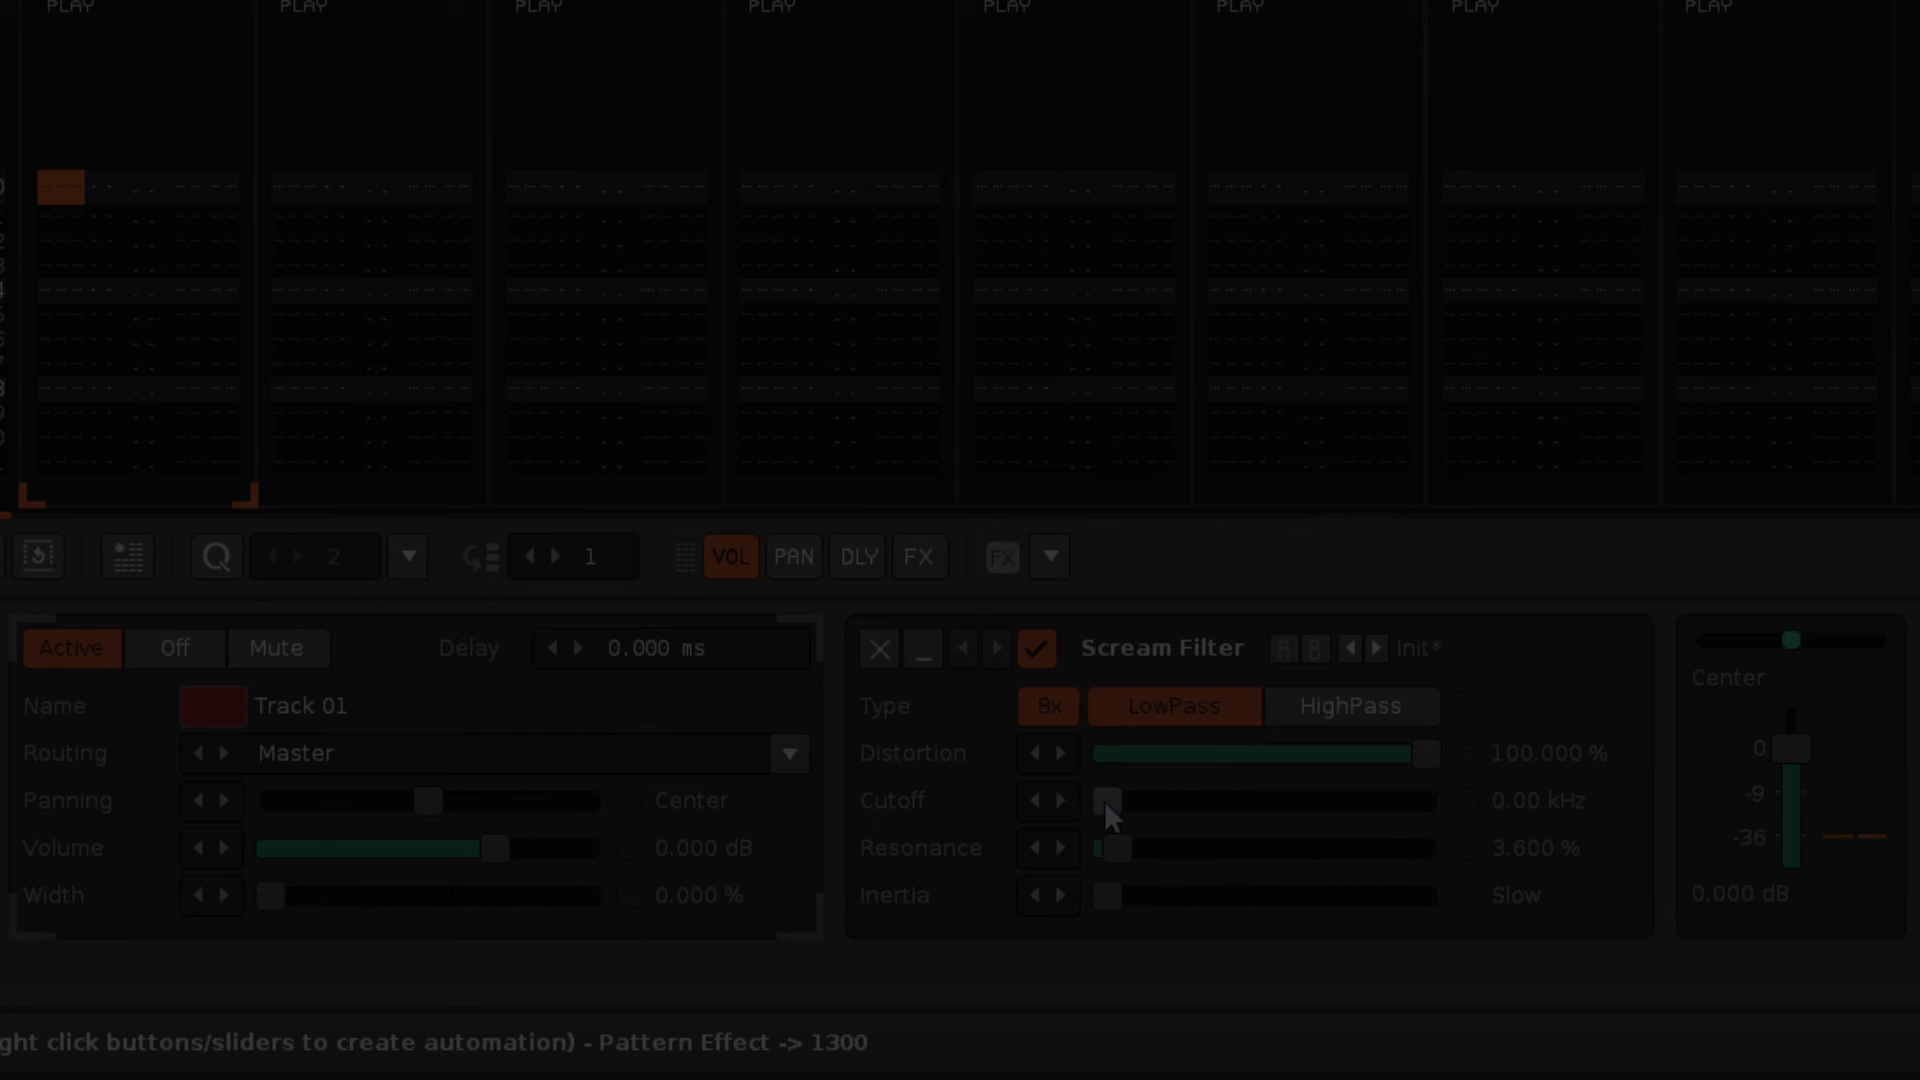 PLAY PLAY PLAY PLAY PLAY PLAY PLAY PLAY
4
8
Q 2 1 VOL PAN DLY FX FX
Active Off Mute Delay 0.000 ms
Name Track 01
Routing Master
Panning Center
Volume 0.000 dB
Width 0.000 %
Scream Filter A B Init*
Type 8x LowPass HighPass
Distortion 100.000 %
Cutoff 0.00 kHz
Resonance 3.600 %
Inertia Slow
Center
0
-9
-36
0.000 dB
ght click buttons/sliders to create automation) - Pattern Effect -> 1300